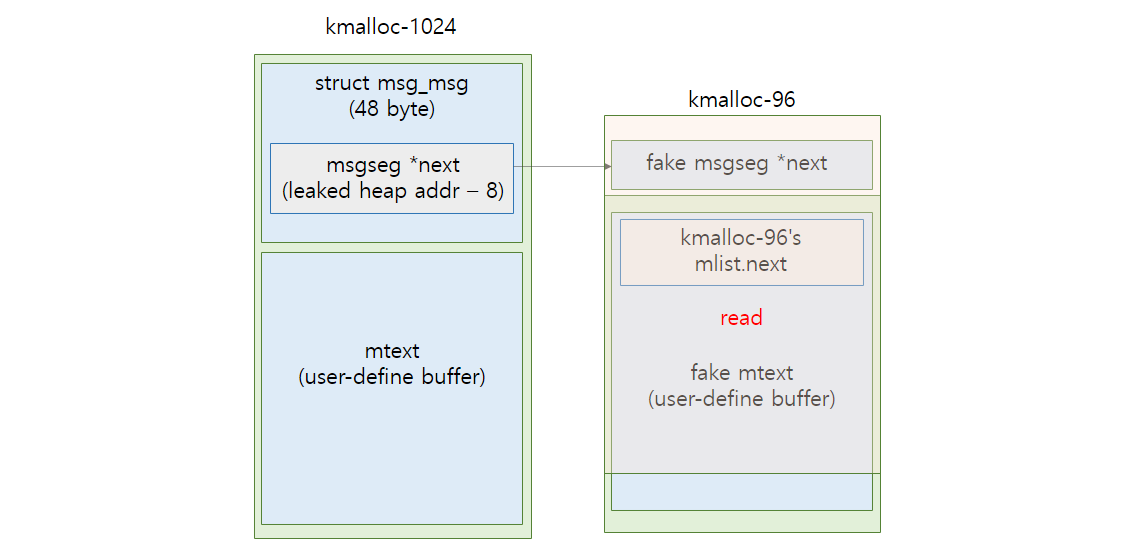 kmalloc-1024
struct msg_msg
(48 byte)
msgseg *next
(leaked heap addr – 8)
mtext
(user-define buffer)
kmalloc-96
fake msgseg *next
kmalloc-96's
mlist.next
read
fake mtext
(user-define buffer)